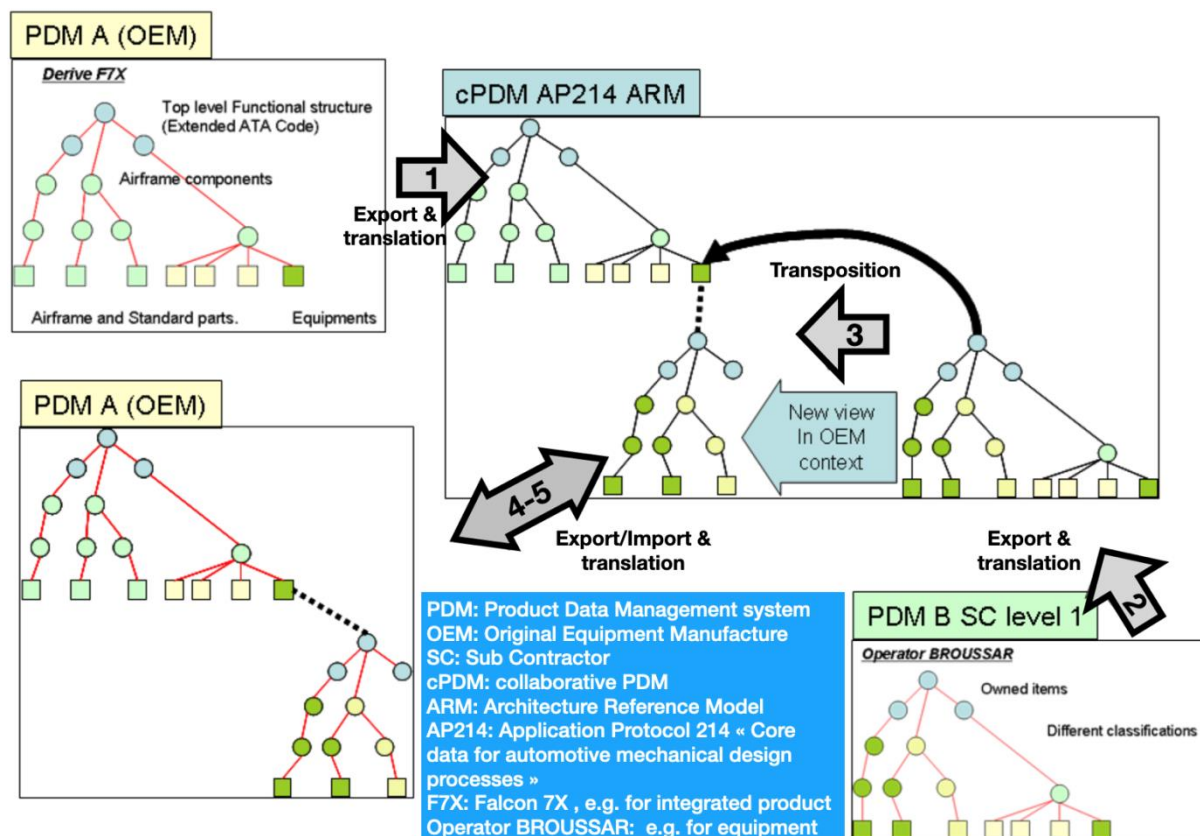 PDM A (OEM)
Derive F7X
Top level Functional structure
(Extended ATA Code)
Airframe components
Airframe and Standard parts.
Equipments
cPDM AP214 ARM
1
Export &
translation
Transposition
3
New view
In OEM
context
4-5
Export/Import &
translation
Export &
translation
2
PDM A (OEM)
PDM: Product Data Management system
OEM: Original Equipment Manufacture
SC: Sub Contractor
cPDM: collaborative PDM
ARM: Architecture Reference Model
AP214: Application Protocol 214 « Core
data for automotive mechanical design
processes »
F7X: Falcon 7X , e.g. for integrated product
Operator BROUSSAR:  e.g. for equipment
PDM B SC level 1
Operator BROUSSAR
Owned items
Different classifications